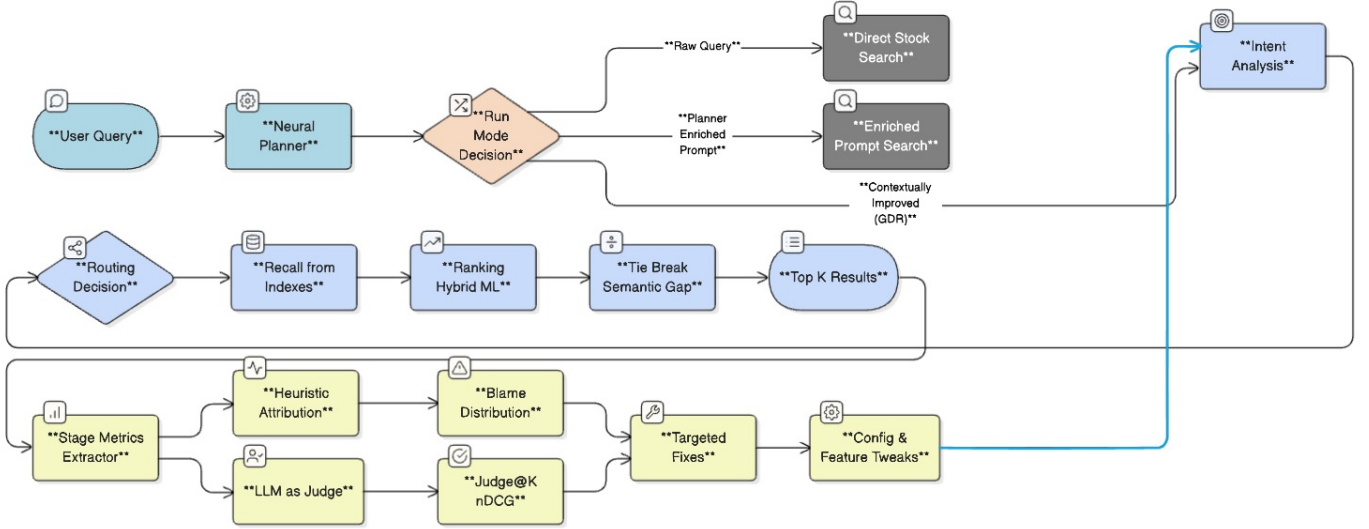 **User Query**
**Neural
Planner**
**Run
Mode
Decision**
**Raw Query**
**Direct Stock
Search**
**Planner
Enriched
Prompt**
**Enriched
Prompt Search**
**Contextually
Improved
(GDR)**
**Intent
Analysis**
**Routing
Decision**
**Recall from
Indexes**
**Ranking
Hybrid ML**
**Tie Break
Semantic Gap**
**Top K Results**
**Stage Metrics
Extractor**
**Heuristic
Attribution**
**Blame
Distribution**
**LLM as Judge**
**Judge@K
nDCG**
**Targeted
Fixes**
**Config &
Feature Tweaks**